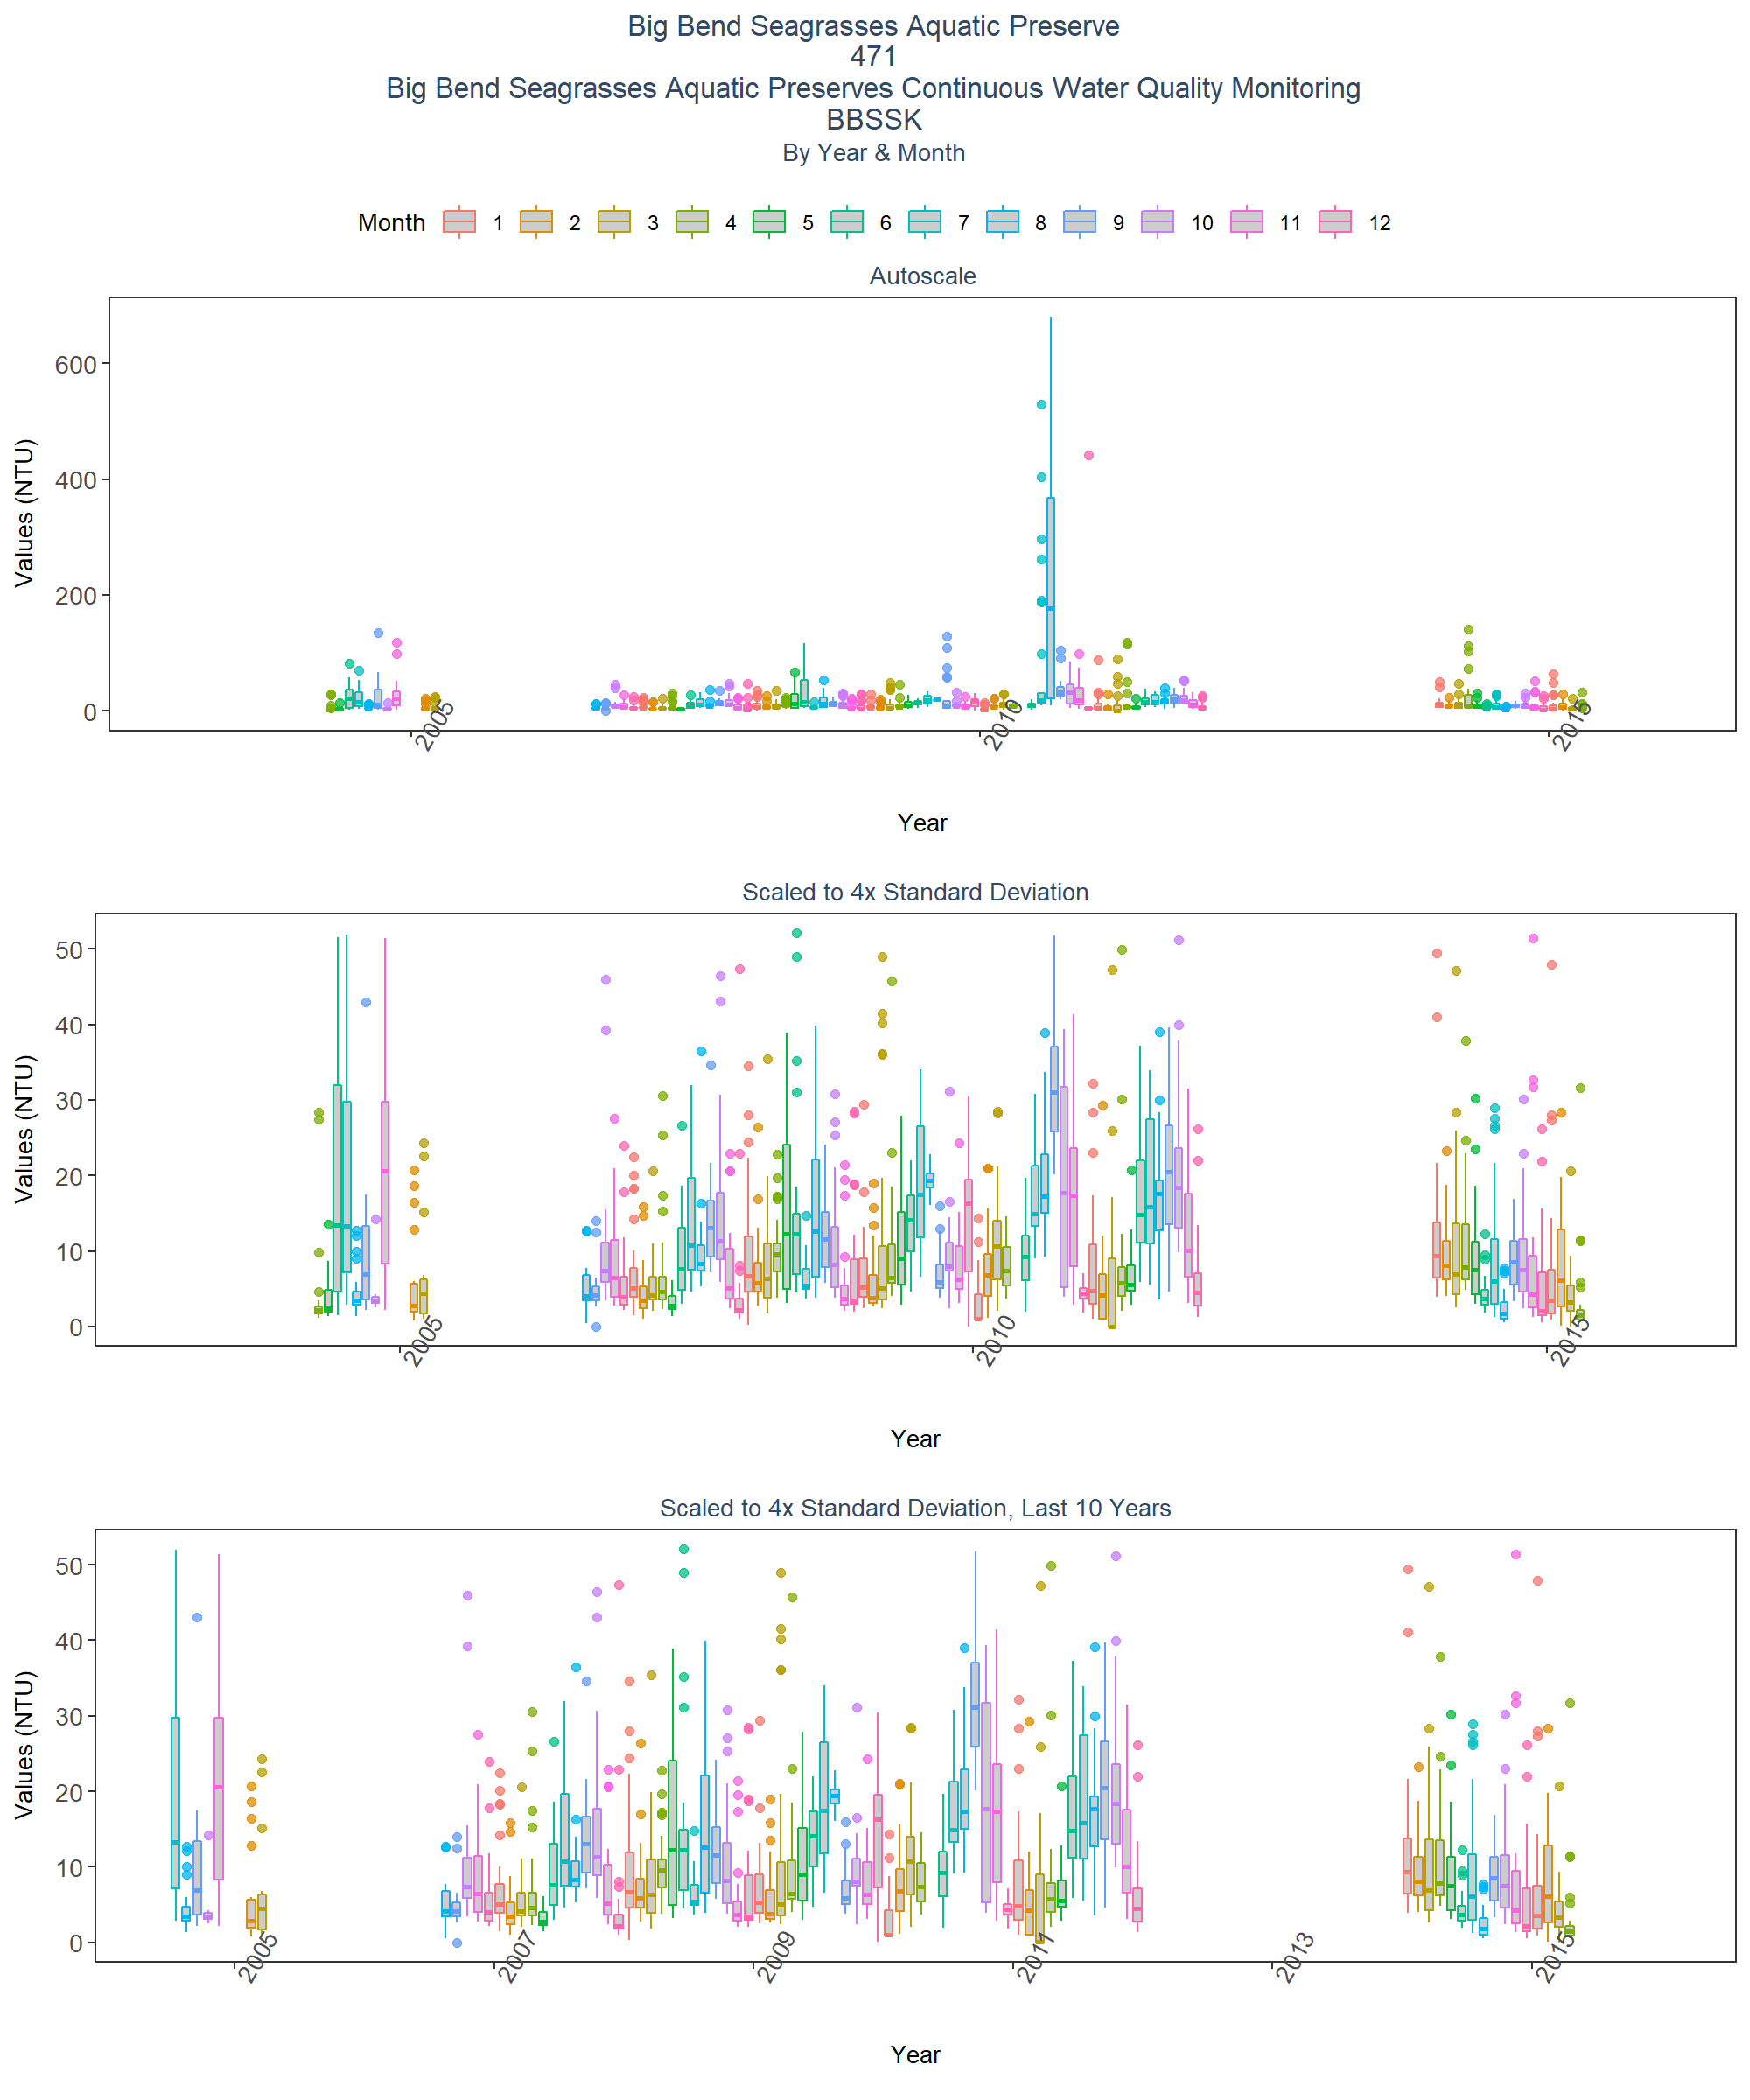 Big Bend Seagrasses Aquatic Preserve
471
Big Bend Seagrasses Aquatic Preserves Continuous Water Quality Monitoring
BBSSK
By Year & Month
Month 1 2 3 4 5 6 7 8 9 10 11 12
Autoscale
Values (NTU)
600
400
200
0
2005 2010 2015
Year
Scaled to 4x Standard Deviation
Values (NTU)
50
40
30
20
10
0
2005 2010 2015
Year
Scaled to 4x Standard Deviation, Last 10 Years
Values (NTU)
50
40
30
20
10
0
2005 2007 2009 2011 2013 2015
Year